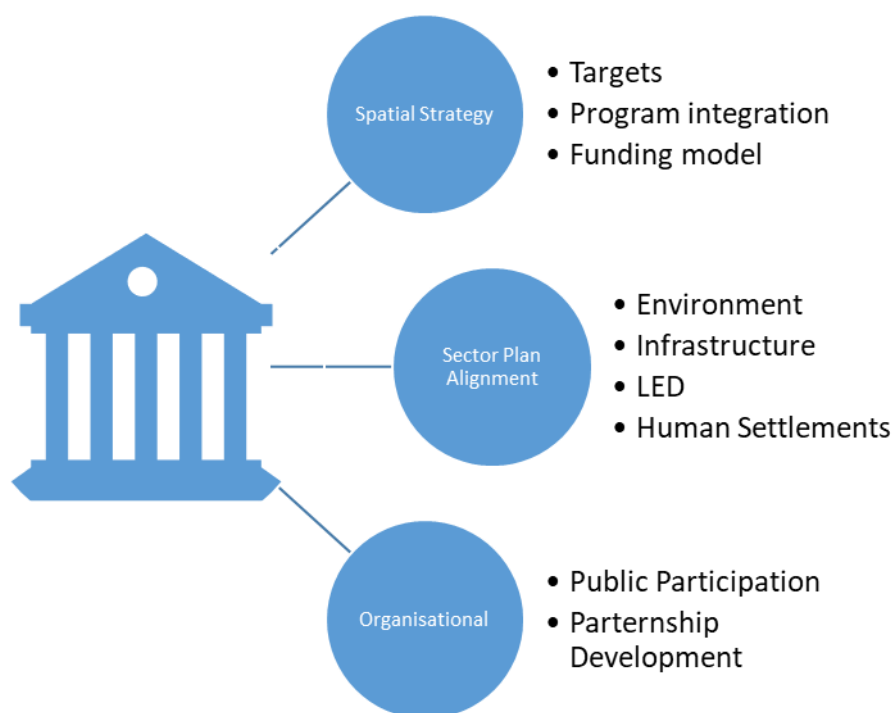 Spatial Strategy
• Targets
• Program integration
• Funding model
Sector Plan
Alignment
• Environment
• Infrastructure
• LED
• Human Settlements
Organisational
• Public Participation
• Parternship
Development